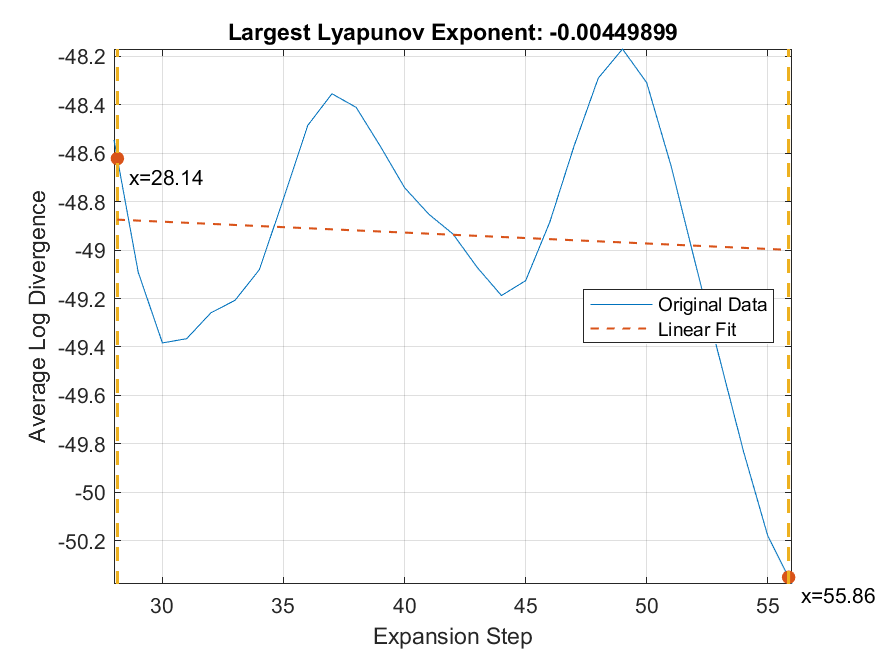 Largest Lyapunov Exponent: -0.00449899
Average Log Divergence
-48.2
-48.4
-48.6
-48.8
-49
-49.2
-49.4
-49.6
-49.8
-50
-50.2
x=28.14
Original Data
Linear Fit
x=55.86
30 35 40 45 50 55
Expansion Step